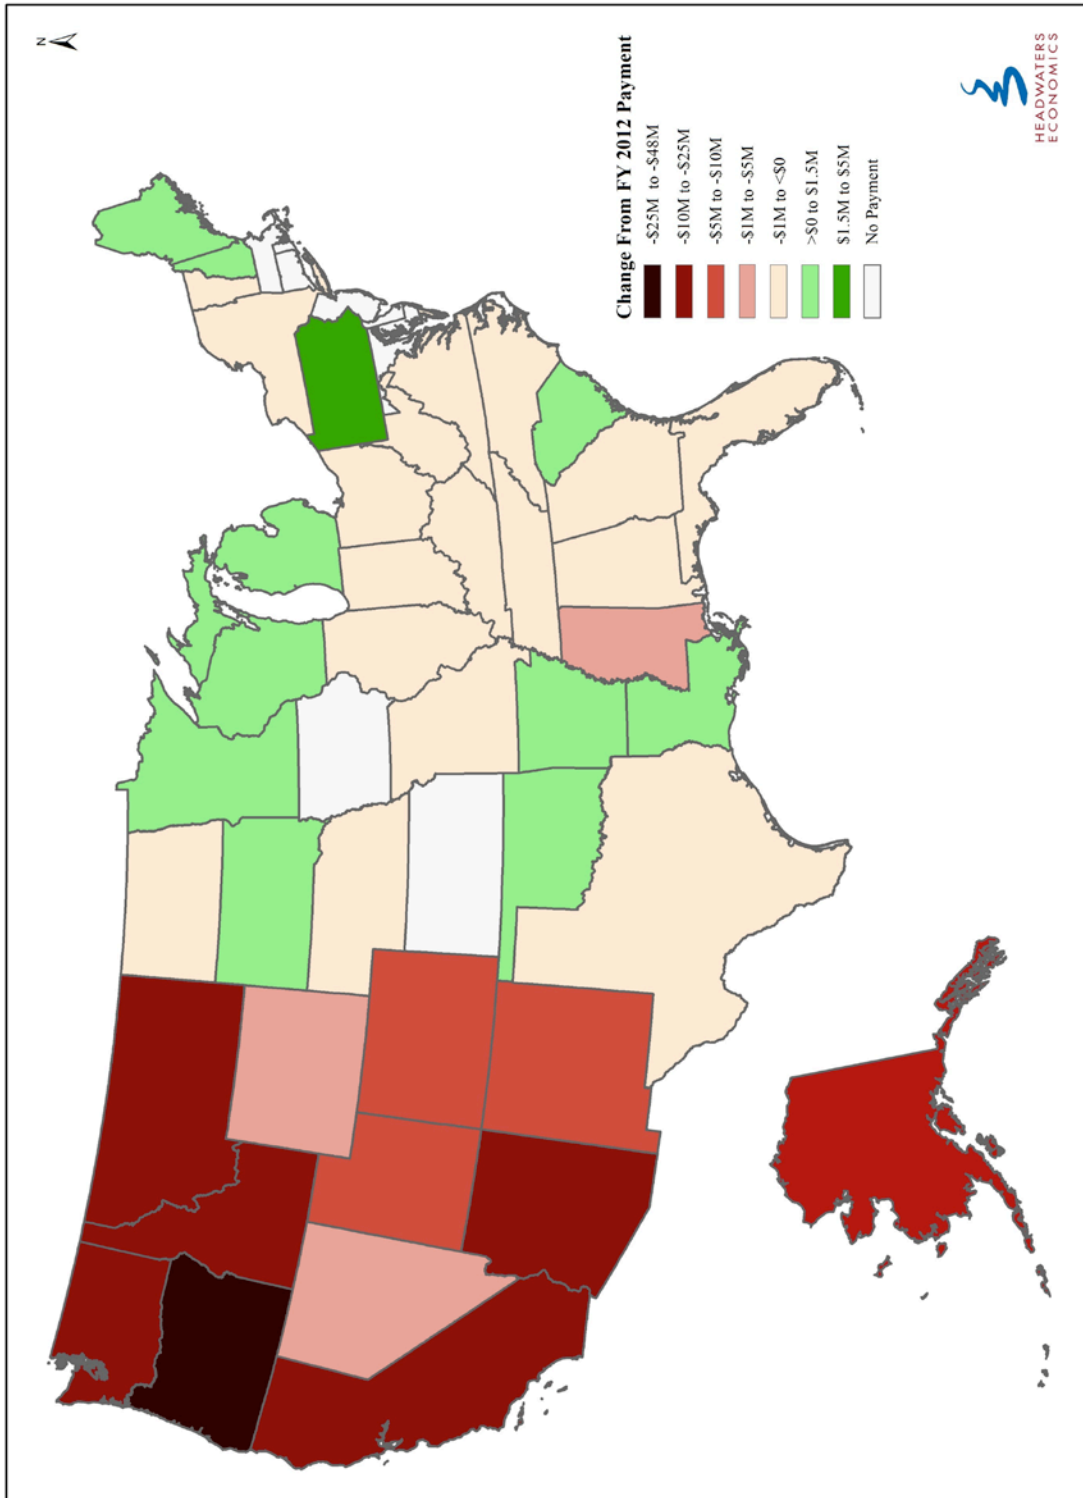 N
Change From FY 2012 Payment
-$25M to -$48M
-$10M to -$25M
-$5M to -$10M
-$1M to -$5M
-$1M to <$0
>$0 to $1.5M
$1.5M to $5M
No Payment
HEADWATERS
ECONOMICS